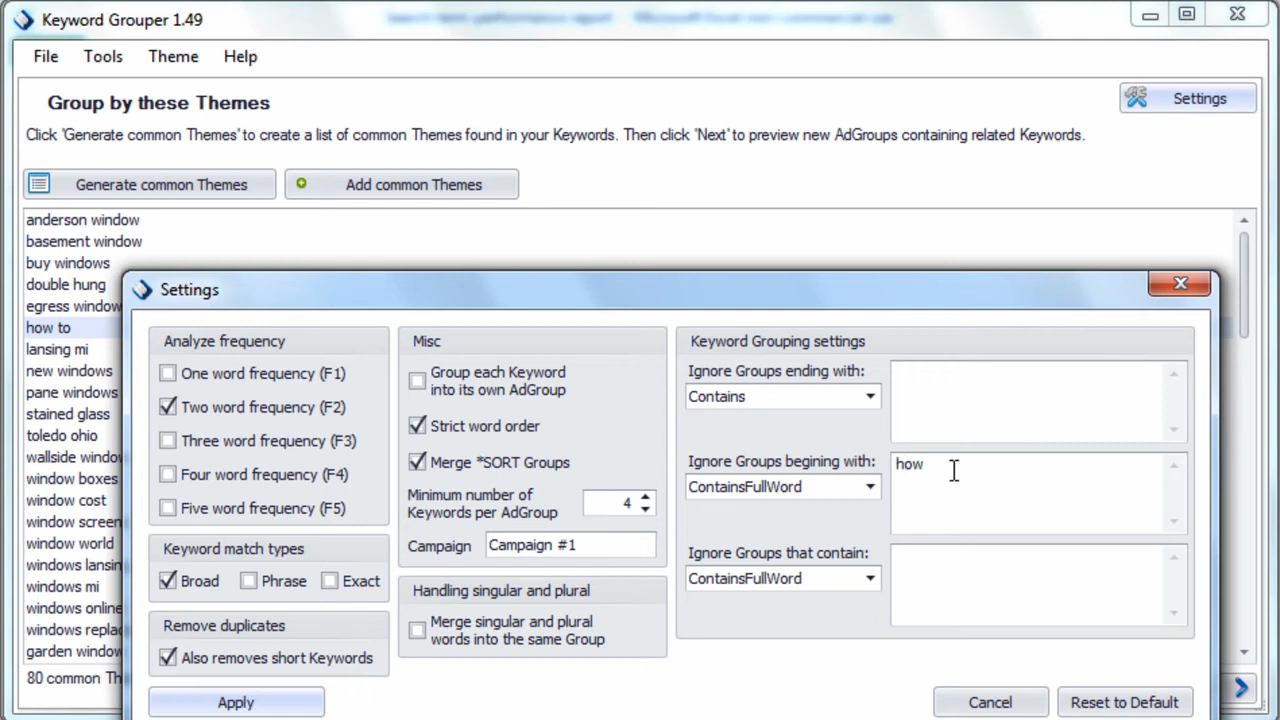 Keyword Grouper 1.49
Search term performance report - Microsoft Excel non-commercial use
File Tools Theme Help
Group by these Themes
Settings
Click 'Generate common Themes' to create a list of common Themes found in your Keywords. Then click 'Next' to preview new AdGroups containing related Keywords.
Generate common Themes
Add common Themes
anderson window
basement window
buy windows
double hung
egress window
how to
lansing mi
new windows
pane windows
stained glass
toledo ohio
wallside
window boxes
window cost
window screen
window world
windows
windows mi
windows online
windows
garden window
80 common
Settings
Analyze frequency
One word frequency (F1)
Two word frequency (F2)
Three word frequency (F3)
Four word frequency (F4)
Five word frequency (F5)
Keyword match types
Broad Phrase Exact
Remove duplicates
Also removes short Keywords
Apply
Misc
Group each Keyword
into its own AdGroup
Strict word order
Merge *SORT Groups
Minimum number of
Keywords per AdGroup
4
Campaign Campaign #1
Handling singular and plural
Merge singular and plural
words into the same Group
Keyword Grouping settings
Ignore Groups ending with:
Contains
Ignore Groups begining with:
ContainsFullWord
how
Ignore Groups that contain:
ContainsFullWord
Cancel
Reset to Default